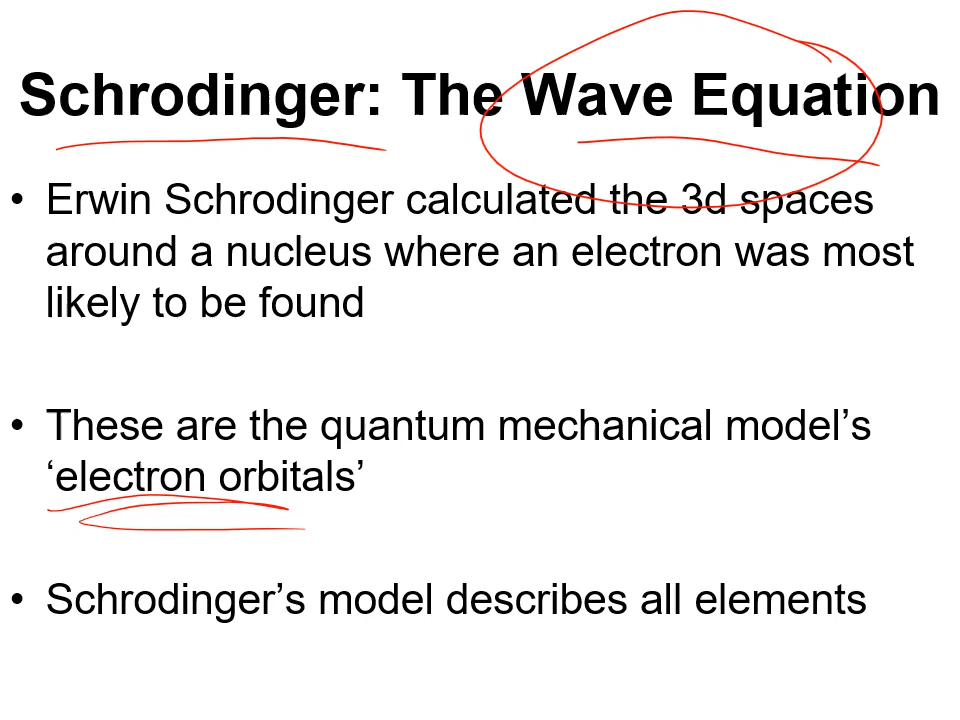 Schrodinger: The Wave Equation
• Erwin Schrodinger calculated the 3d spaces
around a nucleus where an electron was most
likely to be found
• These are the quantum mechanical model’s
‘electron orbitals’
• Schrodinger’s model describes all elements